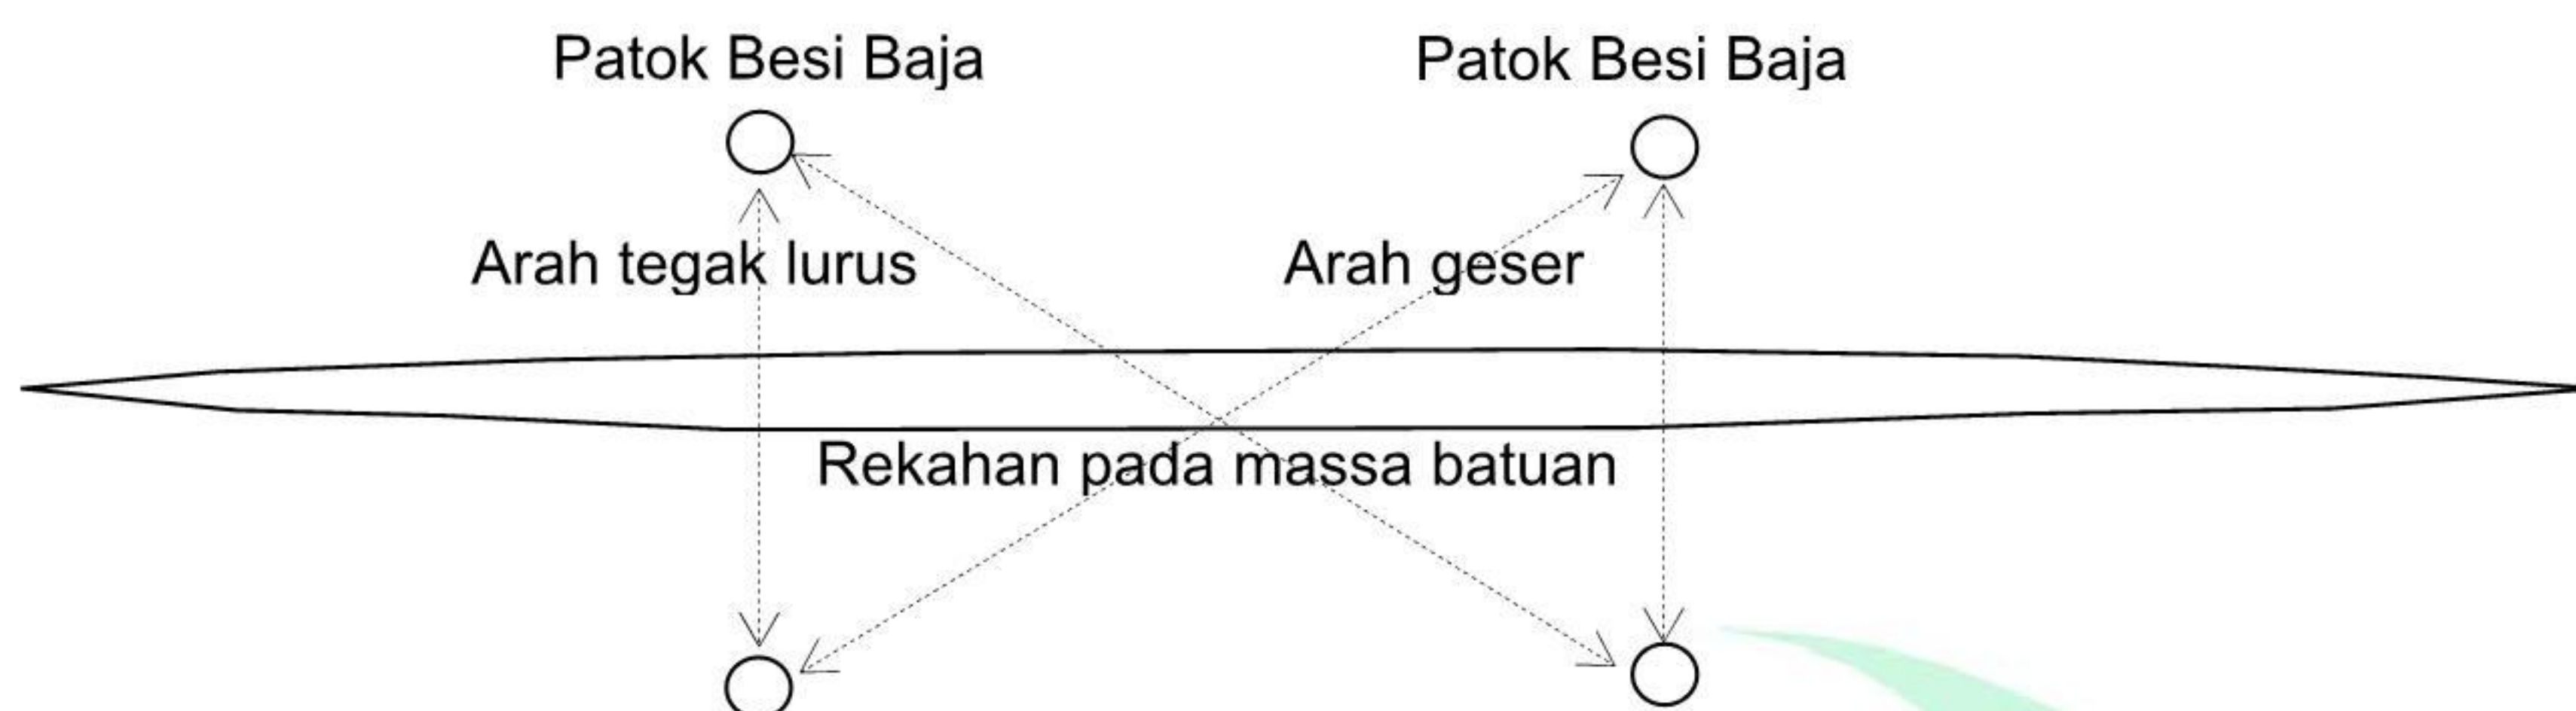 Patok Besi Baja
Patok Besi Baja
Arah tegak lurus
Arah geser
Rekahan pada massa batuan